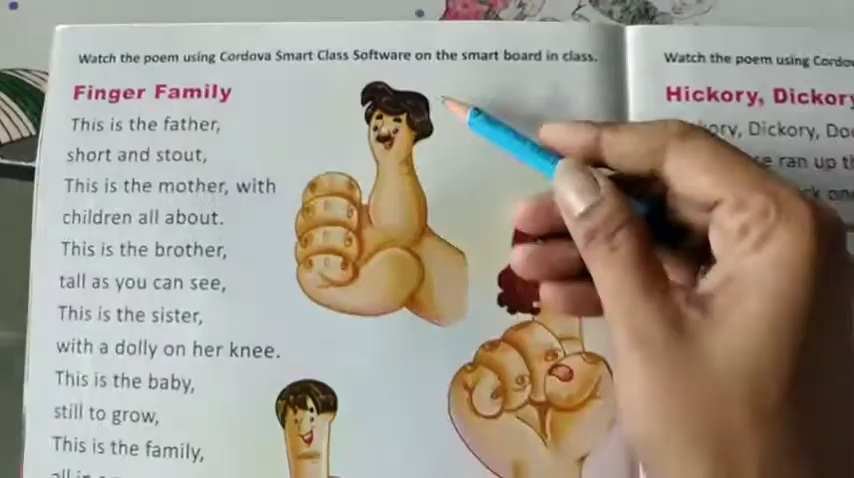 Watch the poem using Cordova Smart Class Software on the smart board in class.
Finger Family
This is the father,
short and stout,
This is the mother, with
children all about.
This is the brother,
tall as you can see,
This is the sister,
with a dolly on her knee.
This is the baby,
still to grow,
This is the family,
Watch the poem using
Hickory, Dickory
Dickory,
ran up